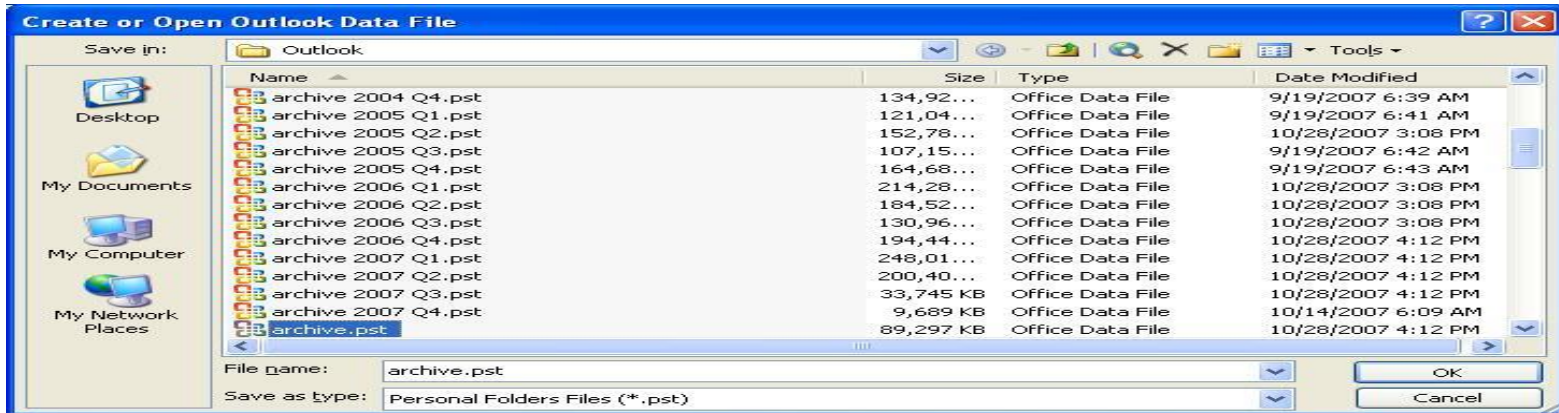 Create or Open Outlook Data File
Save in: Outlook Tools
Name Size Type Date Modified
archive 2004 Q4.pst 134,92... Office Data File 9/19/2007 6:39 AM
archive 2005 Q1.pst 121,04... Office Data File 9/19/2007 6:41 AM
archive 2005 Q2.pst 152,78... Office Data File 10/28/2007 3:08 PM
archive 2005 Q3.pst 107,15... Office Data File 9/19/2007 6:42 AM
archive 2005 Q4.pst 164,68... Office Data File 9/19/2007 6:43 AM
archive 2006 Q1.pst 214,28... Office Data File 10/28/2007 3:08 PM
archive 2006 Q2.pst 184,52... Office Data File 10/28/2007 3:08 PM
archive 2006 Q3.pst 130,96... Office Data File 10/28/2007 3:08 PM
archive 2006 Q4.pst 194,44... Office Data File 10/28/2007 4:12 PM
archive 2007 Q1.pst 248,01... Office Data File 10/28/2007 4:12 PM
archive 2007 Q2.pst 200,40... Office Data File 10/28/2007 4:12 PM
archive 2007 Q3.pst 33,745 KB Office Data File 10/28/2007 4:12 PM
archive 2007 Q4.pst 9,689 KB Office Data File 10/14/2007 6:09 AM
archive.pst 89,297 KB Office Data File 10/28/2007 4:12 PM
Desktop
My Documents
My Computer
My Network
Places
File name: archive.pst OK
Save as type: Personal Folders Files (*.pst) Cancel